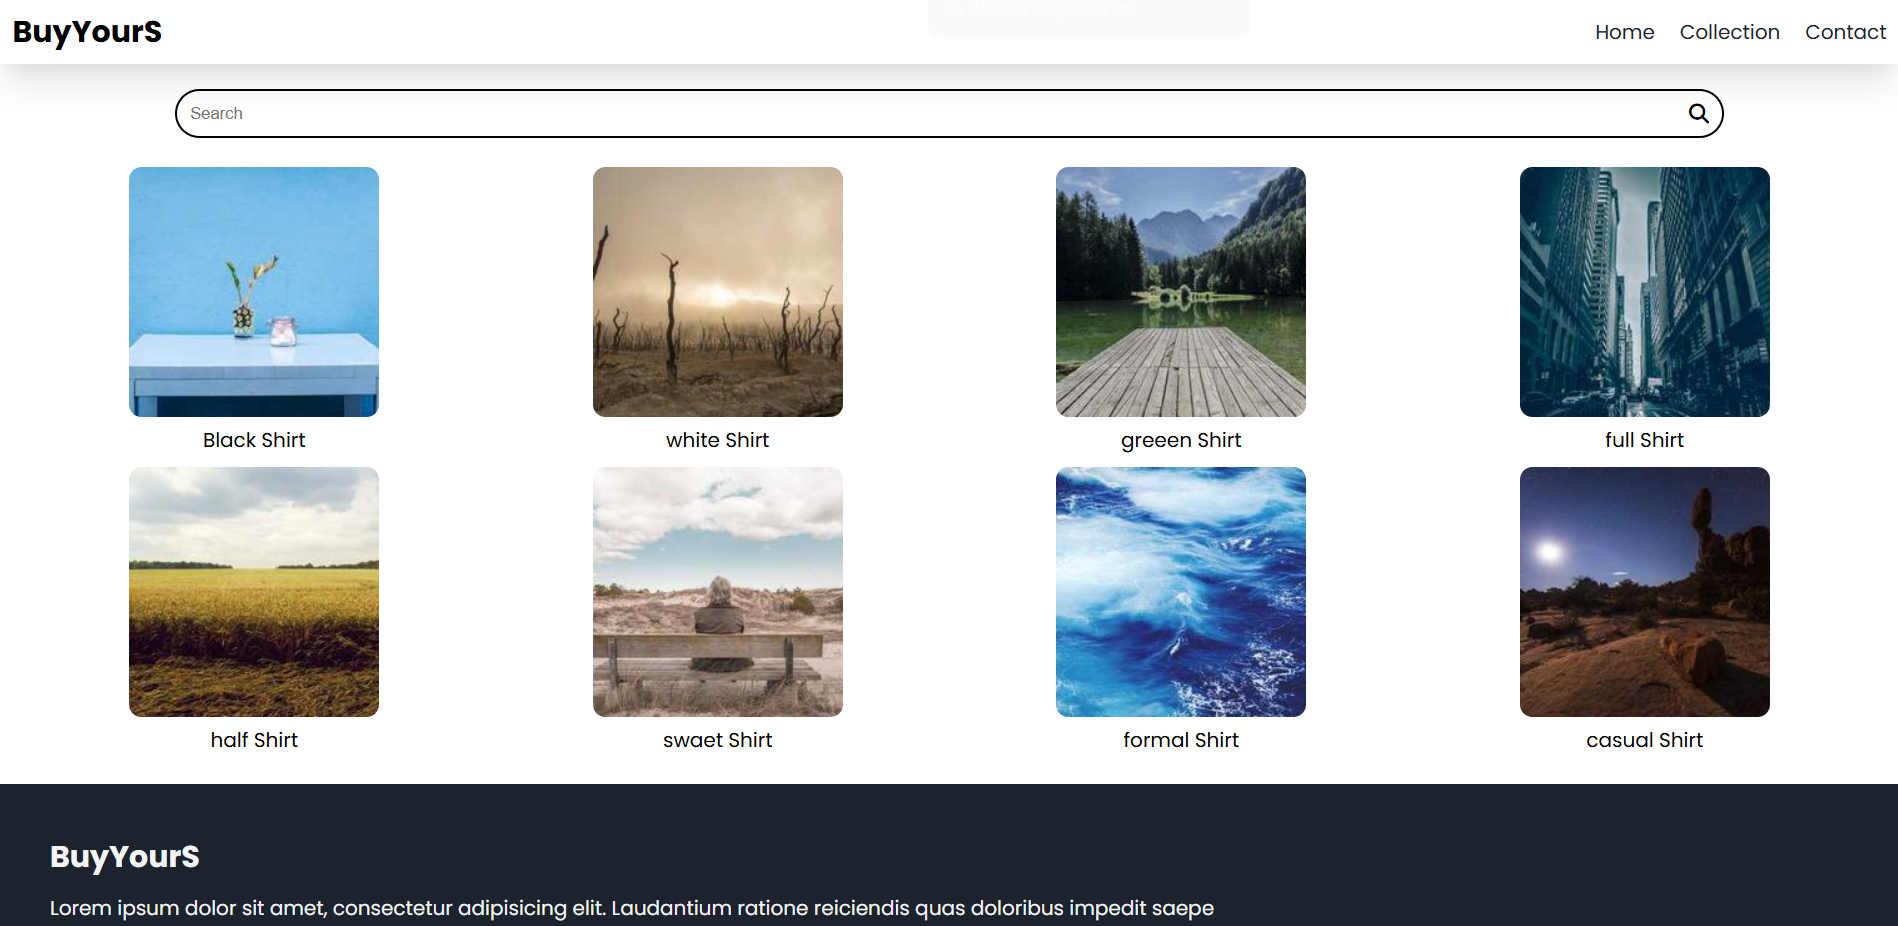 BuyYourS
Home Collection Contact
Search
Black Shirt
white Shirt
greeen Shirt
full Shirt
half Shirt
swaet Shirt
formal Shirt
casual Shirt
BuyYourS
Lorem ipsum dolor sit amet, consectetur adipisicing elit. Laudantium ratione reiciendis quas doloribus impedit saepe